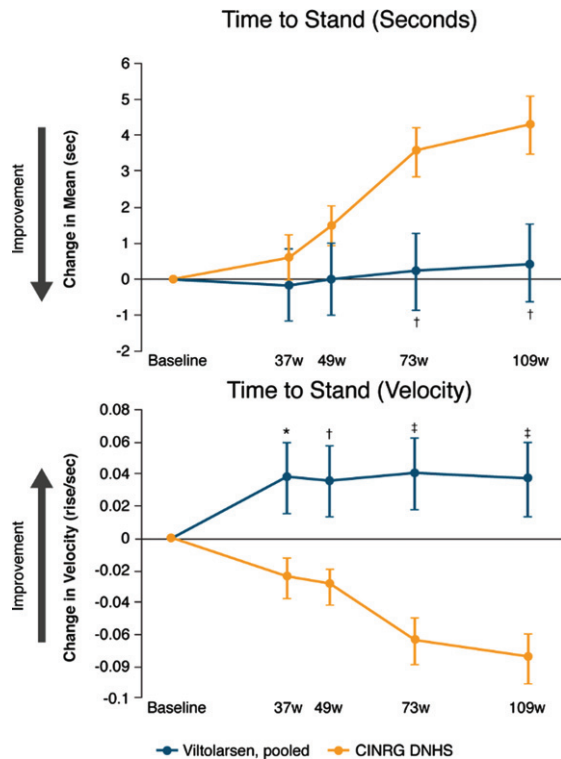 Time to Stand (Seconds)
Improvement
Change in Mean (sec)
6
5
4
3
2
1
0
-1
-2
†
†
Baseline
37w
49w
73w
109w
Time to Stand (Velocity)
Improvement
Change in Velocity (rise/sec)
0.08
0.06
0.04
0.02
0
-0.02
-0.04
-0.06
-0.09
-0.1
*
†
‡
‡
Baseline
37w
49w
73w
109w
Viltolarsen, pooled
CINRG DNHS